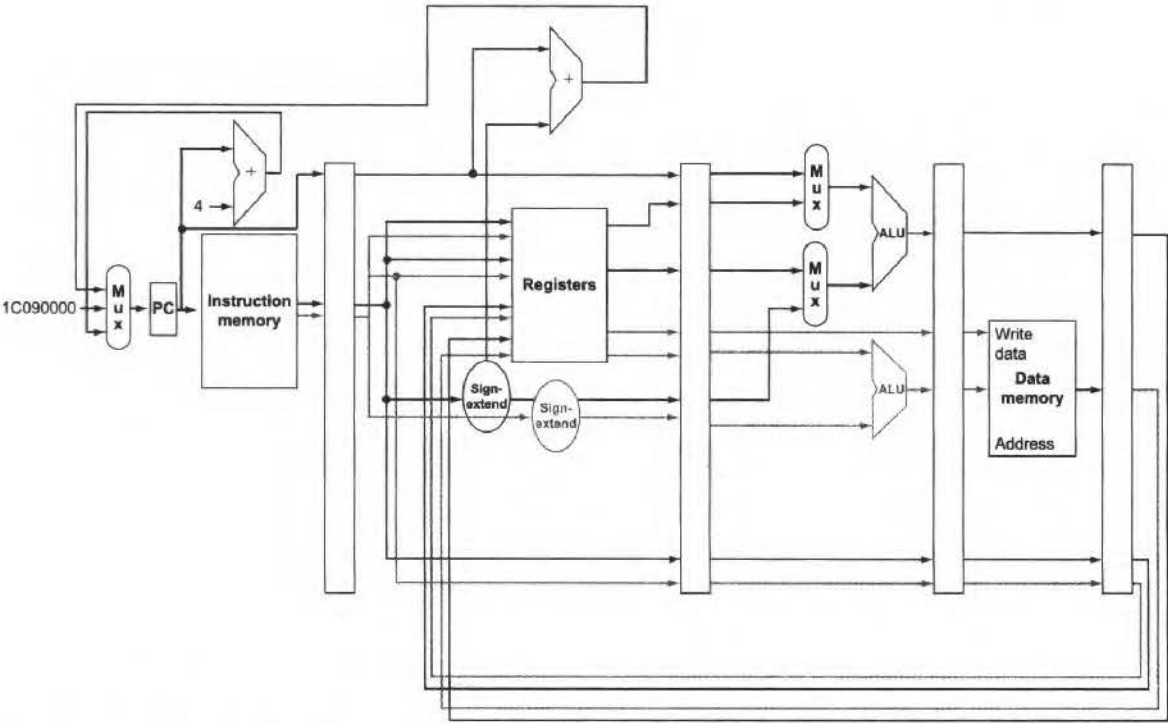 +
+
4
M
u
x
1C090000
PC
Instruction
memory
Registers
Sign-
extend
Sign-
extend
M
u
x
M
u
x
ALU
ALU
Write
data
Data
memory
Address